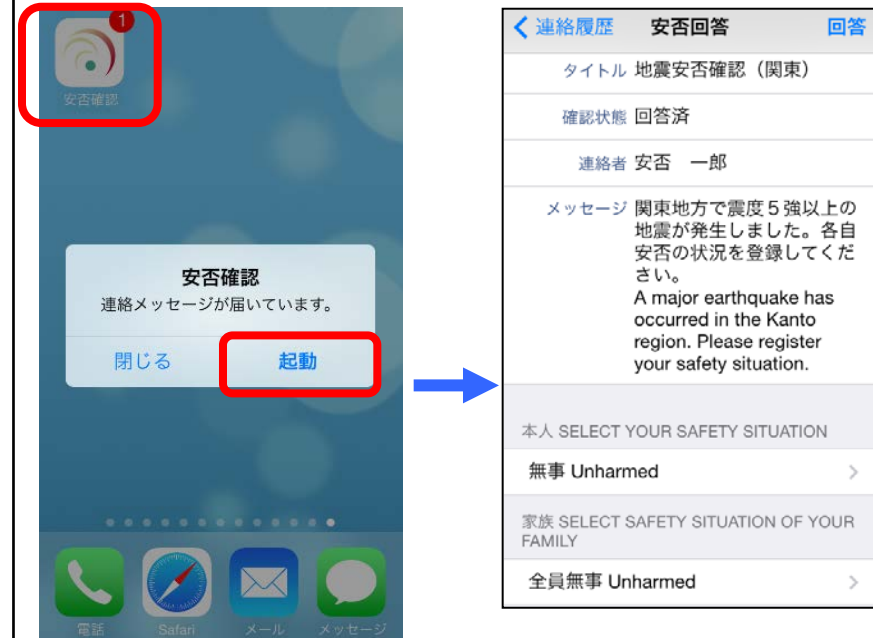 1
安否確認
安否確認
連絡メッセージが届いています。
閉じる
起動
電話
Safari
メール
メッセージ
連絡履歴
安否回答
回答
タイトル 地震安否確認（関東）
確認状態 回答済
連絡者 安否　一郎
メッセージ 関東地方で震度５強以上の
地震が発生しました。各自
安否の状況を登録してくだ
さい。
A major earthquake has
occurred in the Kanto
region. Please register
your safety situation.
本人 SELECT YOUR SAFETY SITUATION
無事 Unharmed
家族 SELECT SAFETY SITUATION OF YOUR
FAMILY
全員無事 Unharmed